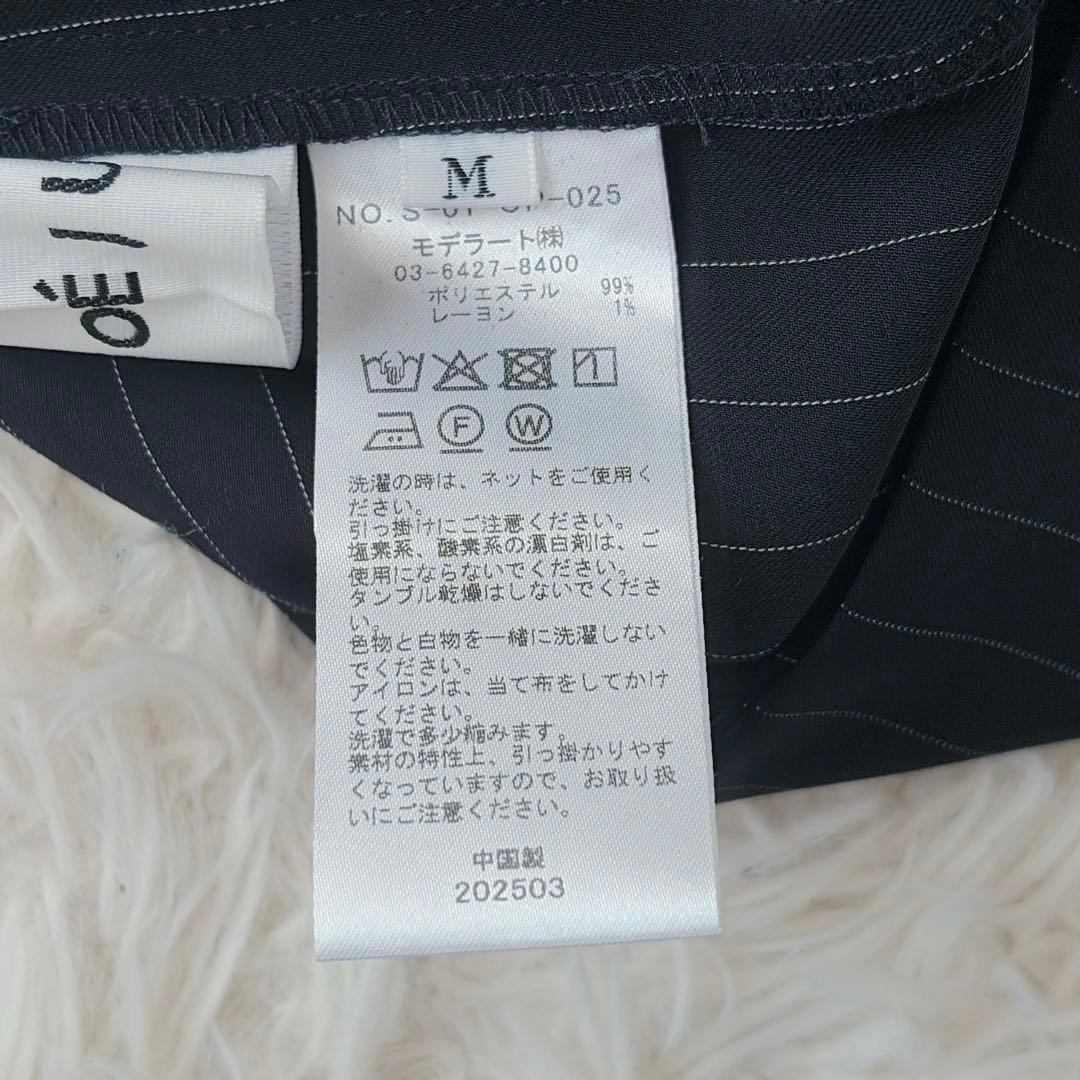 M
-025
モデラート㈱
03-6427-8400
ポリエステル 99%
レーヨン 1%
1
F W
洗濯の時は、ネットをご使用く
ださい。
引っ掛けにご注意ください。
塩素系、酸素系の漂白剤は、ご
使用にならないでください。
タンブル乾燥はしないでくださ
い。
色物と白物を一緒に洗濯しない
でください。
アイロンは、当て布をしてかけ
てください。
洗濯で多少縮みます。
素材の特性上、引っ掛かりやす
くなっていますので、お取り扱
いにご注意ください。
中国製
202503